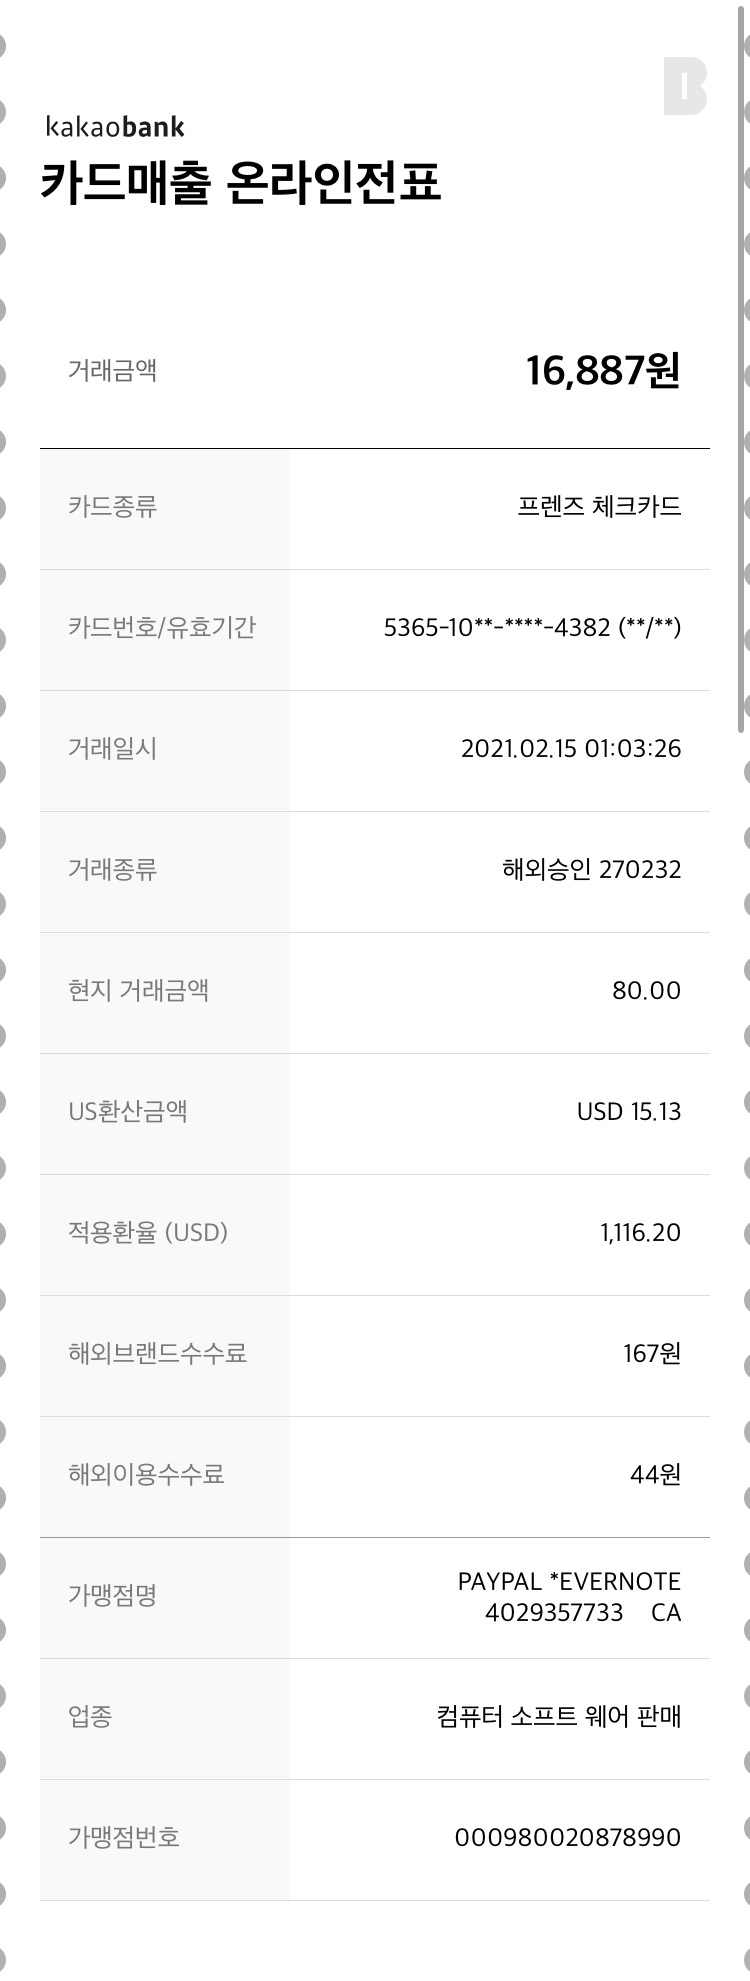 kakaobank
카드매출 온라인전표
거래금액 16,887원
카드종류 프렌즈 체크카드
카드번호/유효기간 5365-10**-****-4382 (**/**)
거래일시 2021.02.15 01:03:26
거래종류 해외승인 270232
현지 거래금액 80.00
US환산금액 USD 15.13
적용환율 (USD) 1,116.20
해외브랜드수수료 167원
해외이용수수료 44원
가맹점명 PAYPAL *EVERNOTE
4029357733 CA
업종 컴퓨터 소프트 웨어 판매
가맹점번호 000980020878990